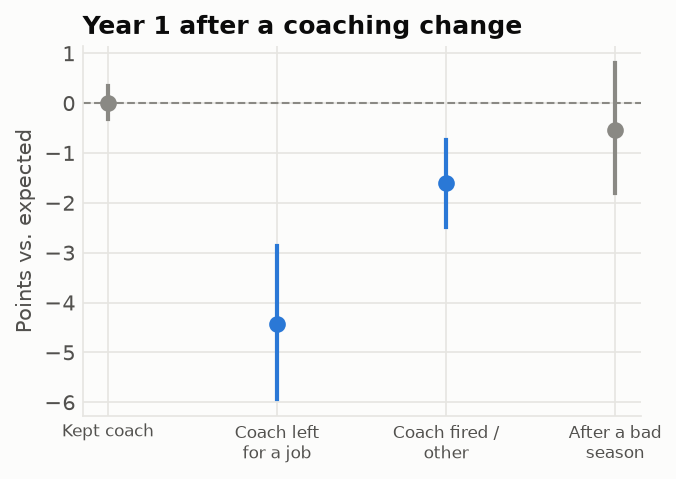 Year 1 after a coaching change
Points vs. expected
1
0
−1
−2
−3
−4
−5
−6
Kept coach
Coach left
for a job
Coach fired /
other
After a bad
season